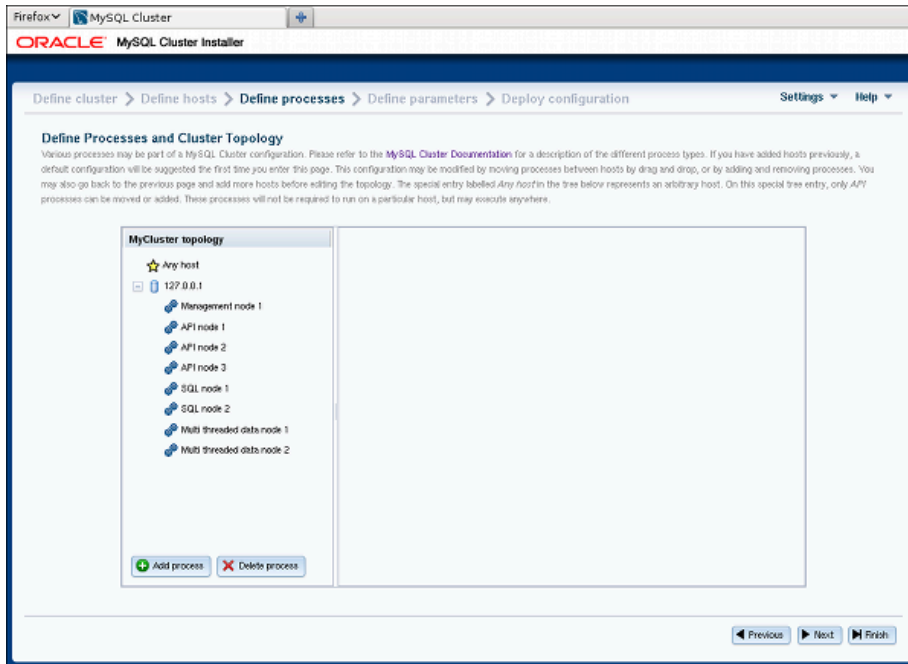 Firefox MySQL Cluster
ORACLE MySQL Cluster Installer
Define cluster Define hosts Define processes Define parameters Deploy configuration Settings Help
Define Processes and Cluster Topology
Various processes may be part of a MySQL Cluster configuration. Please refer to the MySQL Cluster Documentation for a description of the different process types. If you have added hosts previously, a
default configuration will be suggested the first time you enter this page. This configuration may be modified by moving processes between hosts by drag and drop, or by adding and removing processes. You
may also go back to the previous page and add more hosts before editing the topology. The special entry labelled Any host in the tree below represents an arbitrary host. On this special tree entry, only API
processes can be moved or added. These processes will not be required to run on a particular host, but may execute anywhere.
MyCluster topology
Any host
127.0.0.1
Management node 1
API node 1
API node 2
API node 3
SQL node 1
SQL node 2
Multi threaded data node 1
Multi threaded data node 2
Add process Delete process
Previous Next Finish